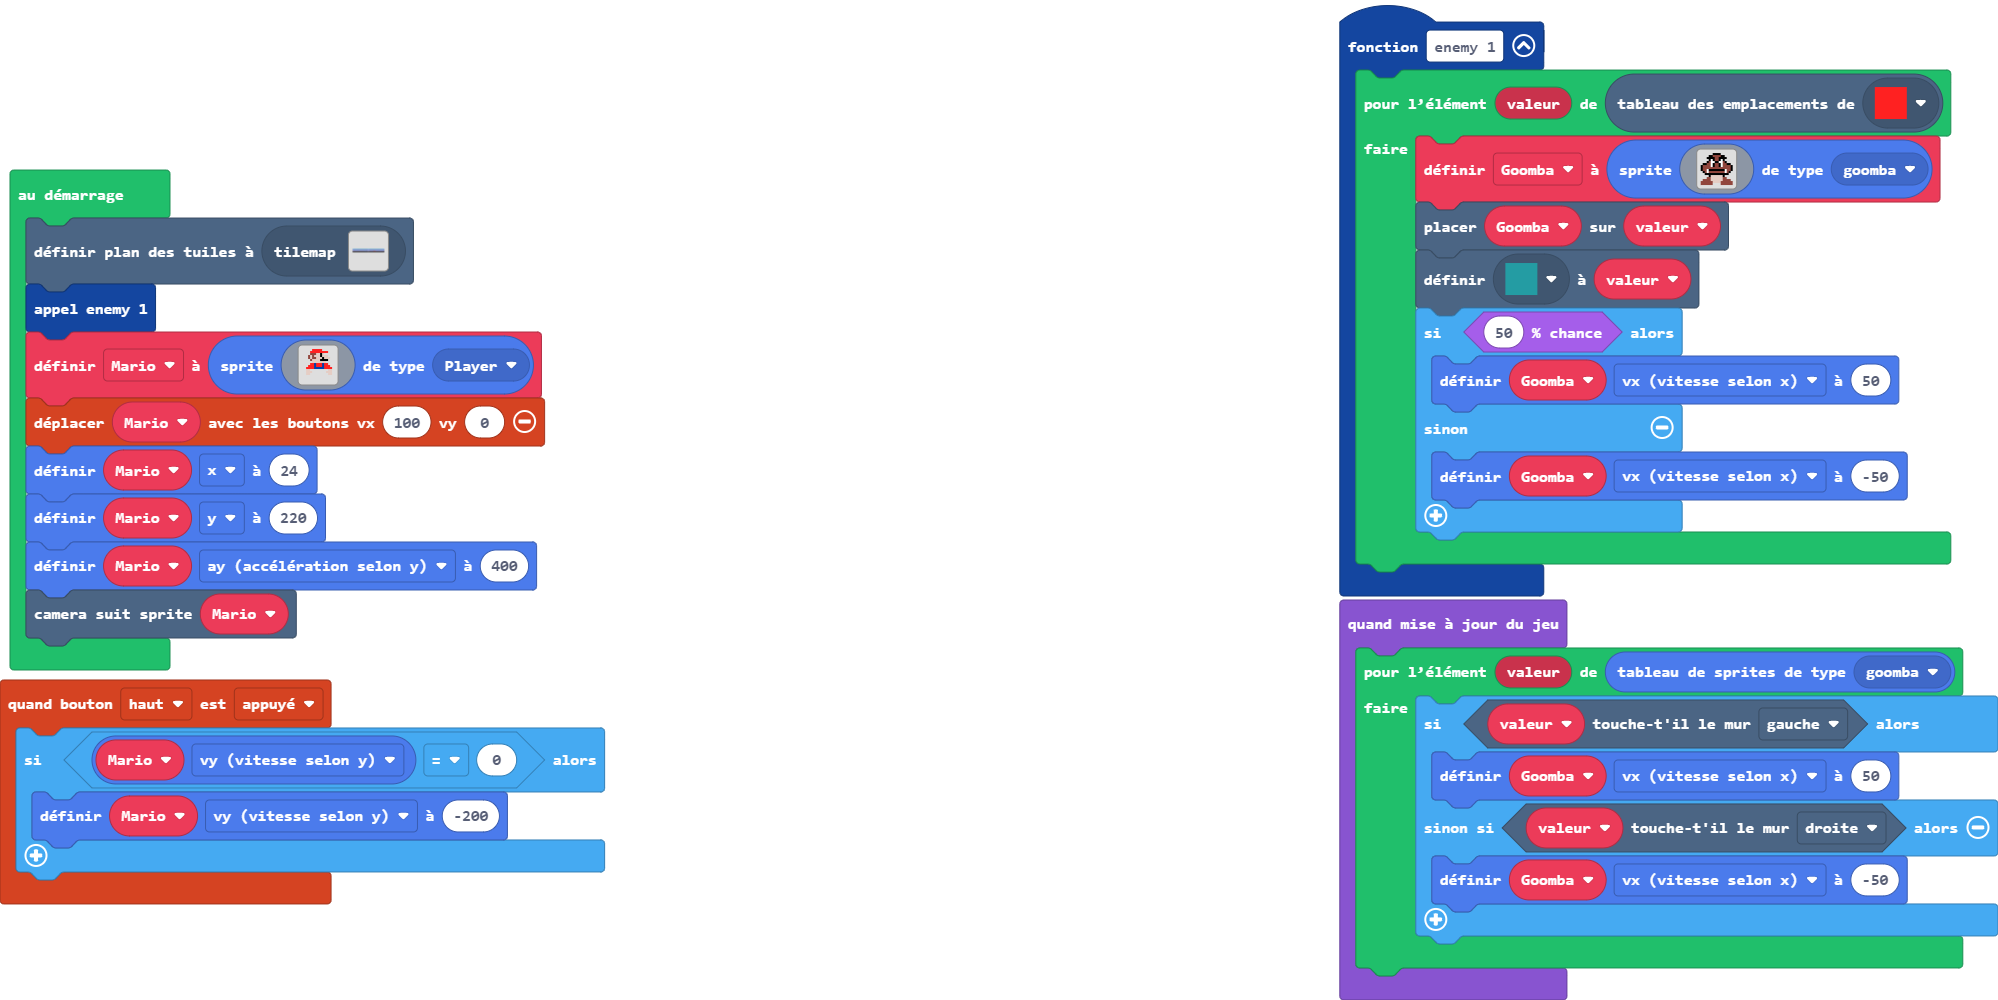 au démarrage
définir plan des tuiles à tilemap
appel enemy 1
définir Mario à sprite de type Player
déplacer Mario avec les boutons vx 100 vy 0
définir Mario x à 24
définir Mario y à 220
définir Mario ay (accélération selon y) à 400
camera suit sprite Mario
quand bouton haut est appuyé
si Mario vy (vitesse selon y) = 0 alors
définir Mario vy (vitesse selon y) à -200
fonction enemy 1
pour l’élément valeur de tableau des emplacements de
faire
définir Goomba à sprite de type goomba
placer Goomba sur valeur
définir à valeur
si 50 % chance alors
définir Goomba vx (vitesse selon x) à 50
sinon
définir Goomba vx (vitesse selon x) à -50
quand mise à jour du jeu
pour l’élément valeur de tableau de sprites de type goomba
faire
si valeur touche-t'il le mur gauche alors
définir Goomba vx (vitesse selon x) à 50
sinon si valeur touche-t'il le mur droite alors
définir Goomba vx (vitesse selon x) à -50